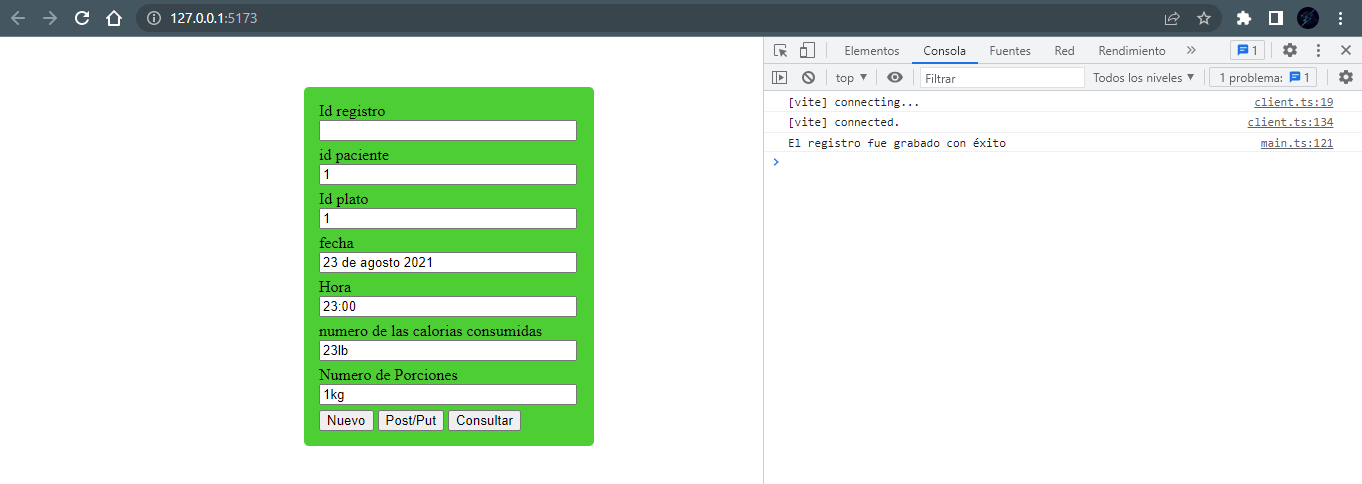 127.0.0.1:5173
Elementos Consola Fuentes Red Rendimiento » 1
top Filtrar Todos los niveles 1 problema: 1
[vite] connecting... client.ts:19
[vite] connected. client.ts:134
El registro fue grabado con éxito main.ts:121
Id registro
id paciente
1
Id plato
1
fecha
23 de agosto 2021
Hora
23:00
numero de las calorias consumidas
23lb
Numero de Porciones
1kg
Nuevo Post/Put Consultar